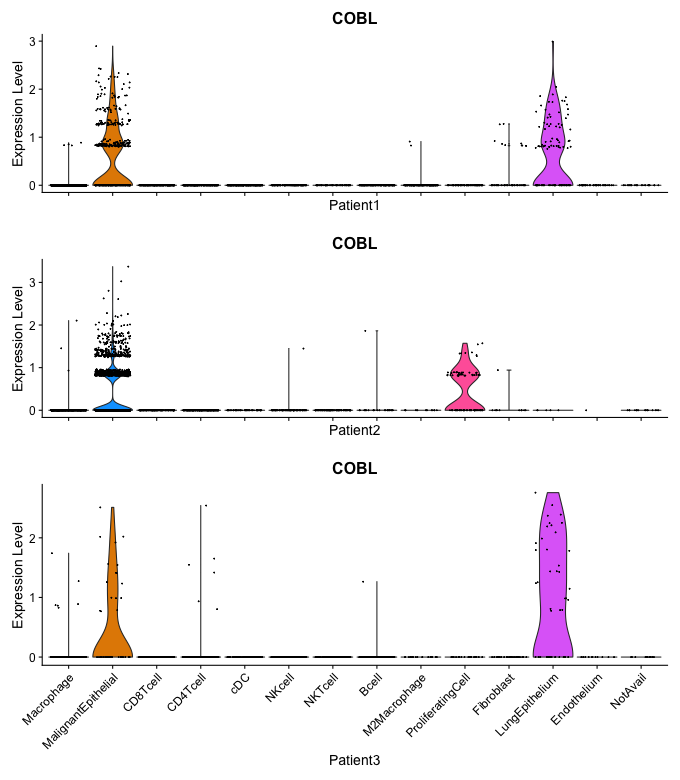 COBL
Expression Level
3
2
1
0
Patient1
COBL
Expression Level
3
2
1
0
Patient2
COBL
Expression Level
2
1
0
Macrophage
MalignantEpithelial
CD8Tcell
CD4Tcell
cDC
NKcell
NKTcell
Bcell
M2Macrophage
ProliferatingCell
Fibroblast
LungEpithelium
Endothelium
NotAvail
Patient3